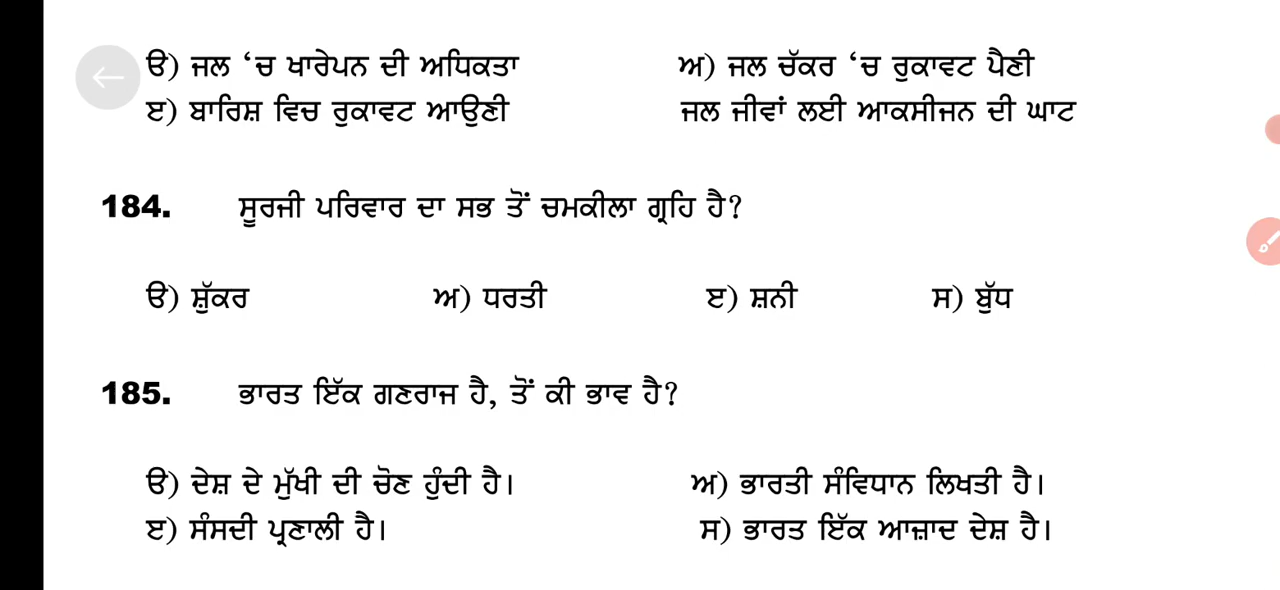 ੳ) ਜਲ ‘ਚ ਖਾਰੇਪਨ ਦੀ ਅਧਿਕਤਾ ਅ) ਜਲ ਚੱਕਰ ‘ਚ ਰੁਕਾਵਟ ਪੈਣੀ
ੲ) ਬਾਰਿਸ਼ ਵਿਚ ਰੁਕਾਵਟ ਆਉਣੀ ਜਲ ਜੀਵਾਂ ਲਈ ਆਕਸੀਜਨ ਦੀ ਘਾਟ
184. ਸੂਰਜੀ ਪਰਿਵਾਰ ਦਾ ਸਭ ਤੋਂ ਚਮਕੀਲਾ ਗ੍ਰਹਿ ਹੈ?
ੳ) ਸ਼ੁੱਕਰ ਅ) ਧਰਤੀ ੲ) ਸ਼ਨੀ ਸ) ਬੁੱਧ
185. ਭਾਰਤ ਇੱਕ ਗਣਰਾਜ ਹੈ, ਤੋਂ ਕੀ ਭਾਵ ਹੈ?
ੳ) ਦੇਸ਼ ਦੇ ਮੁੱਖੀ ਦੀ ਚੋਣ ਹੁੰਦੀ ਹੈ। ਅ) ਭਾਰਤੀ ਸੰਵਿਧਾਨ ਲਿਖਤੀ ਹੈ।
ੲ) ਸੰਸਦੀ ਪ੍ਰਣਾਲੀ ਹੈ। ਸ) ਭਾਰਤ ਇੱਕ ਆਜ਼ਾਦ ਦੇਸ਼ ਹੈ।